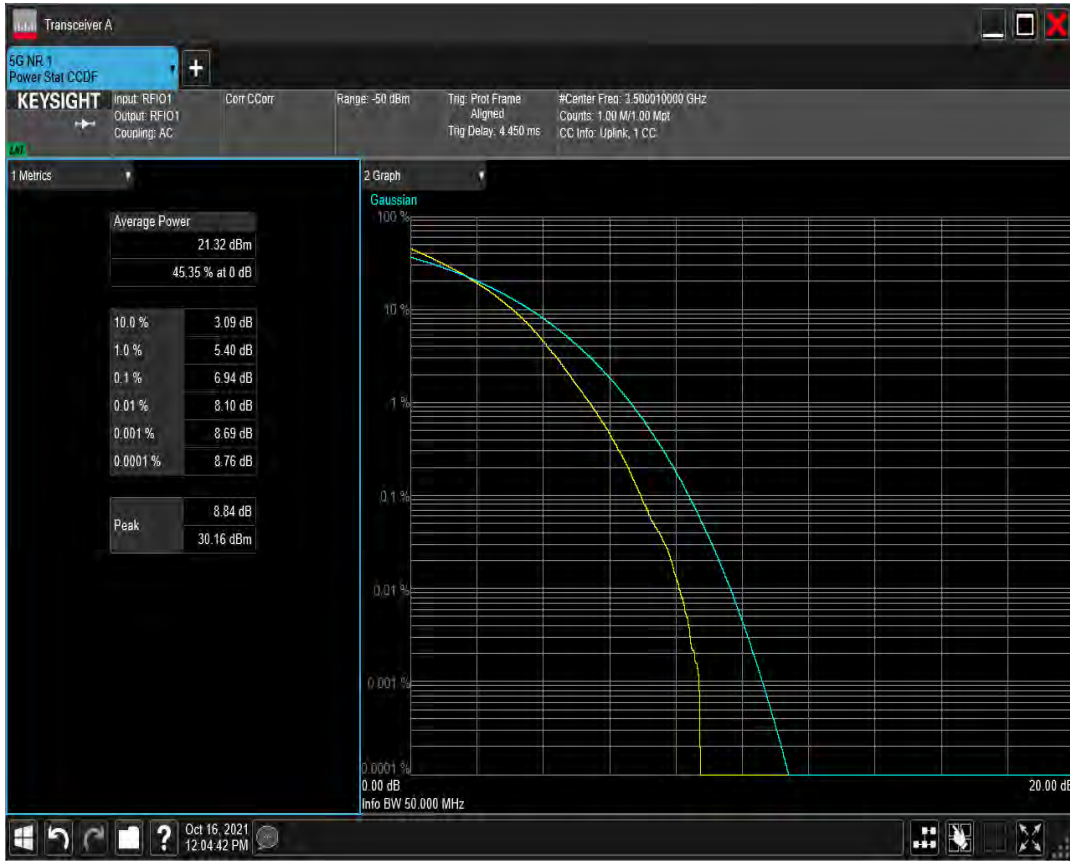 Transceiver A
5G NR 1
Power Stat CCDF
+
KEYSIGHT
Input: RFIO1
Output: RFIO1
Coupling: AC
Corr CCorr
Range: -50 dBm
Trig: Prot Frame
Aligned
Trig Delay: 4.450 ms
#Center Freq: 3.500010000 GHz
Counts: 1.00 M/1.00 Mpt
CC Info: Uplink, 1 CC
1 Metrics
Average Power
21.32 dBm
45.35 % at 0 dB
10.0 % 3.09 dB
1.0 % 5.40 dB
0.1 % 6.94 dB
0.01 % 8.10 dB
0.001 % 8.69 dB
0.0001 % 8.76 dB
Peak
8.84 dB
30.16 dBm
2 Graph
Gaussian
100 %
10 %
1 %
0.1 %
0.01 %
0.001 %
0.0001 %
0.00 dB
20.00 dB
Info BW 50.000 MHz
?
Oct 16, 2021
12:04:42 PM